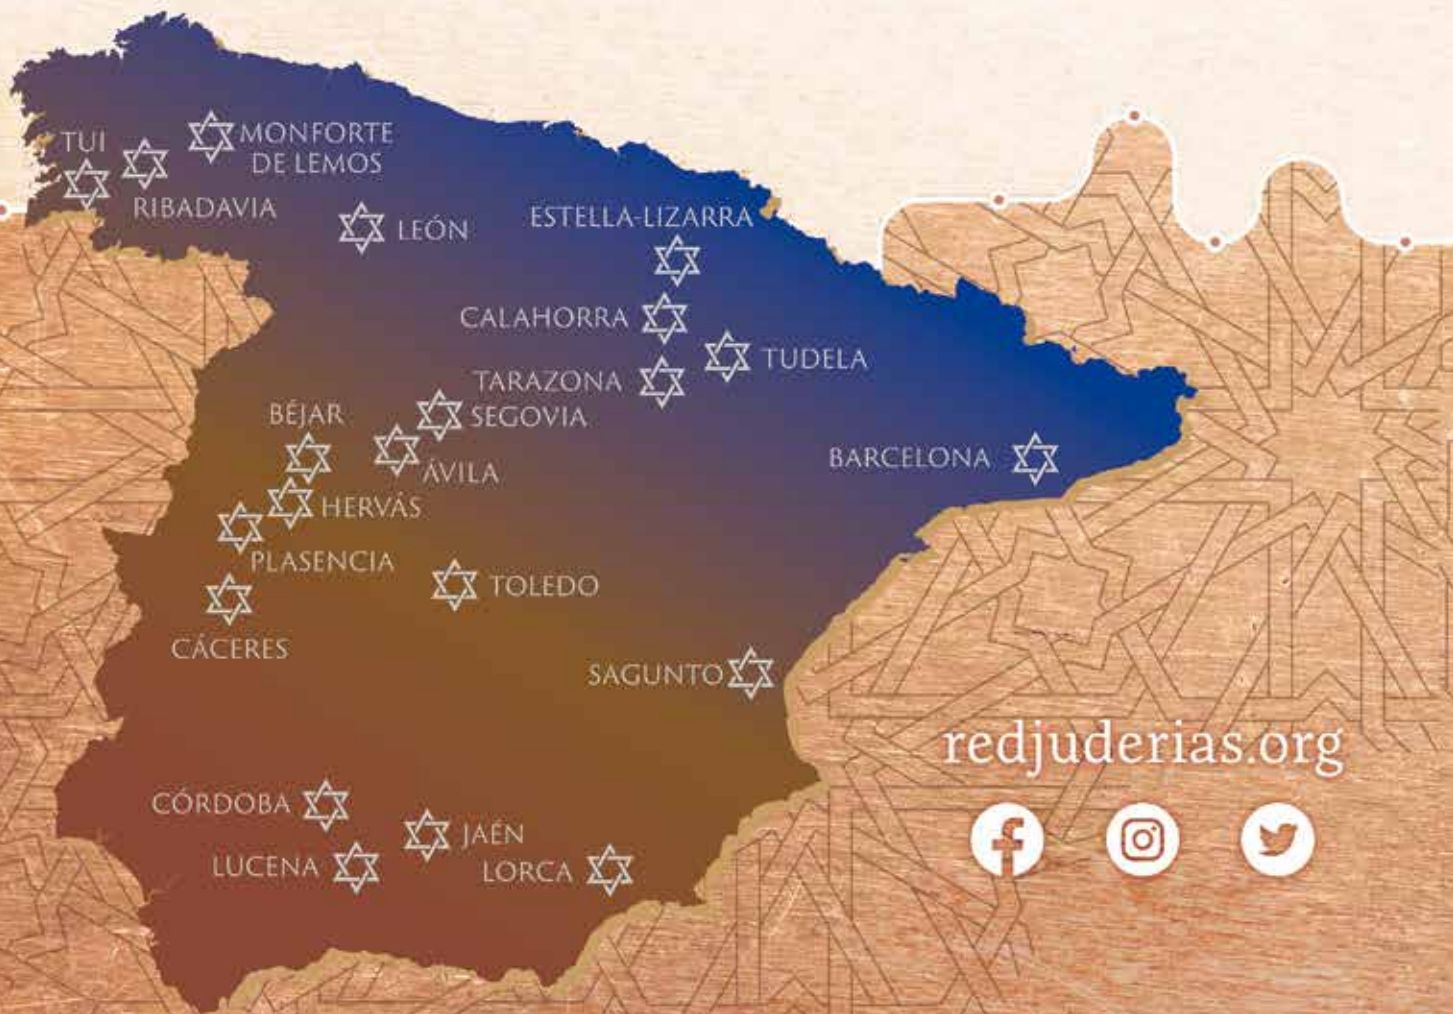 TUI
MONFORTE
DE LEMOS
RIBADAVIA
LEÓN
ESTELLA-LIZARRA
CALAHORRA
TUDELA
TARAZONA
BÉJAR
SEGOVIA
ÁVILA
BARCELONA
HERVÁS
PLASENCIA
TOLEDO
CÁCERES
SAGUNTO
redjuderias.org
CÓRDOBA
JAÉN
LUCENA
LORCA